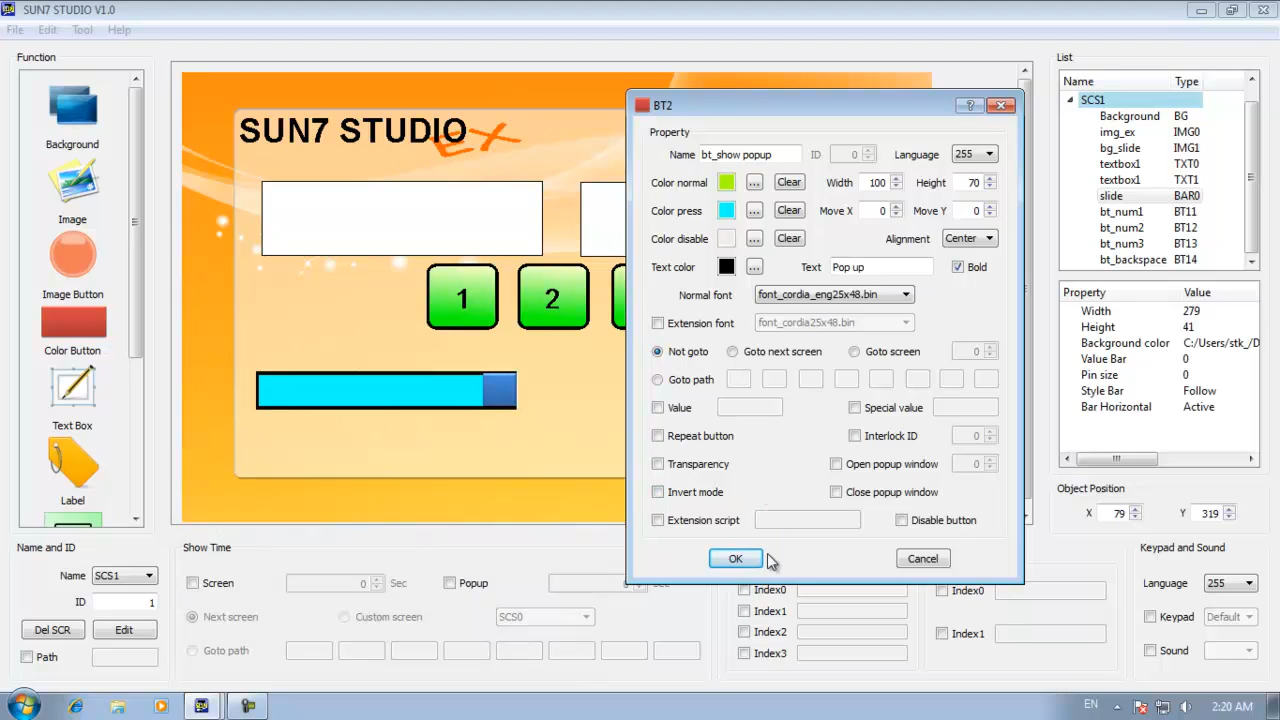 SUN7 STUDIO V1.0
File Edit Tool Help
Function
Background
Image
Image Button
Color Button
Text Box
Label
SUN7 STUDIO
EX
1
2
BT2
Property
Name bt_show popup ID 0 Language 255
Color normal ... Clear Width 100 Height 70
Color press ... Clear Move X 0 Move Y 0
Color disable ... Clear Alignment Center
Text color ... Text Pop up Bold
Normal font font_cordia_eng25x48.bin
Extension font font_cordia25x48.bin
Not goto Goto next screen Goto screen 0
Goto path
Value Special value
Repeat button Interlock ID 0
Transparency Open popup window 0
Invert mode Close popup window
Extension script Disable button
OK Cancel
List
Name Type
SCS1
Background BG
img_ex IMG0
bg_slide IMG1
textbox1 TXT0
textbox1 TXT1
slide BAR0
bt_num1 BT11
bt_num2 BT12
bt_num3 BT13
bt_backspace BT14
Property Value
Width 279
Height 41
Background color C:/Users/stk_/D
Value Bar 0
Pin size 0
Style Bar Follow
Bar Horizontal Active
Object Position
X 79 Y 319
Name and ID
Name SCS1
ID 1
Del SCR Edit
Path
Show Time
Screen 0 Sec Popup
Next screen Custom screen SCS0
Goto path
Index0
Index1
Index2
Index3
Index0
Index1
Keypad and Sound
Language 255
Keypad Default
Sound
EN 2:20 AM